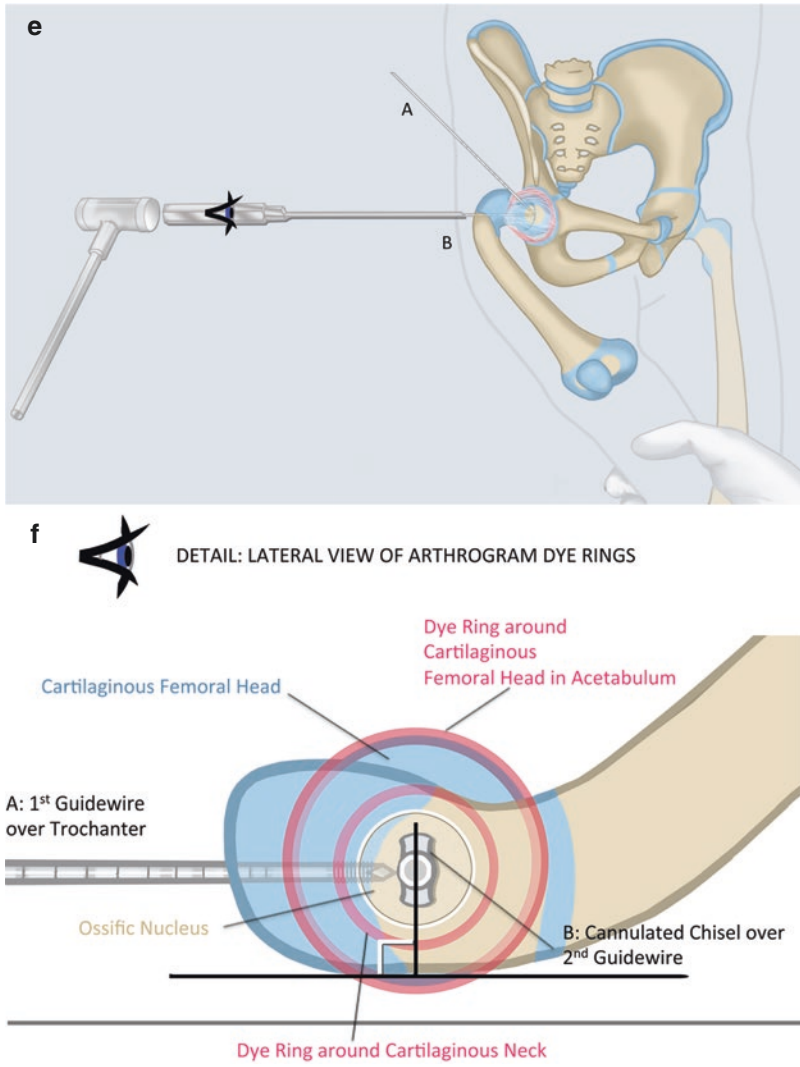 e
A
B
f
DETAIL: LATERAL VIEW OF ARTHROGRAM DYE RINGS
Dye Ring around
Cartilaginous
Femoral Head in Acetabulum
Cartilaginous Femoral Head
A: 1st Guidewire
over Trochanter
Ossific Nucleus
B: Cannulated Chisel over
2nd Guidewire
Dye Ring around Cartilaginous Neck